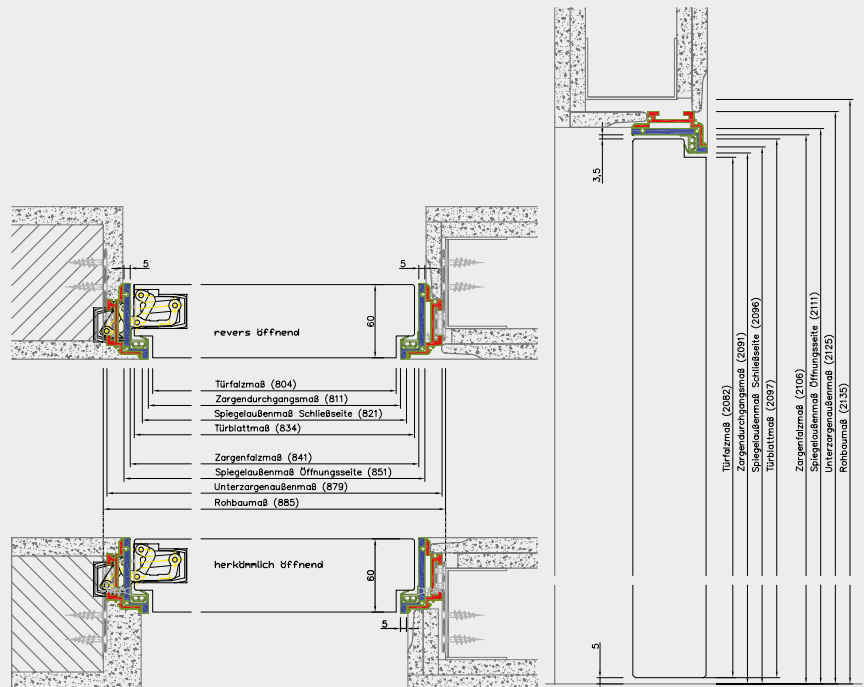 5
5
60
revers öffnend
Türfalzmaß (804)
Zargendurchgangsmaß (811)
Spiegelaußenmaß Schließseite (821)
Türblattmaß (834)
Zargenfalzmaß (841)
Spiegelaußenmaß Öffnungsseite (851)
Unterzargenaußenmaß (879)
Rohbaumaß (885)
herkömmlich öffnend
60
5
3,5
Türfalzmaß (2082)
Zargendurchgangsmaß (2091)
Spiegelaußenmaß Schließseite (2096)
Türblattmaß (2097)
Zargenfalzmaß (2106)
Spiegelaußenmaß Öffnungsseite (2111)
Unterzargenaußenmaß (2125)
Rohbaumaß (2135)
5